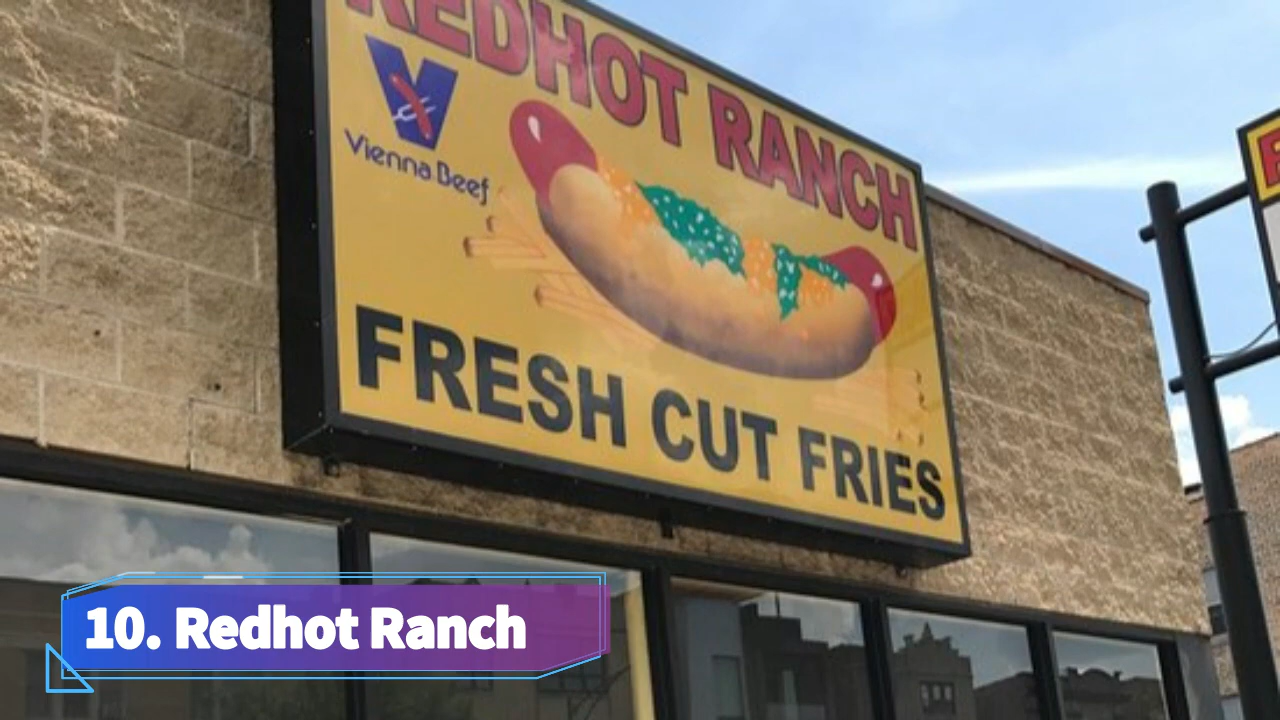 REDHOT RANCH
Vienna Beef
FRESH CUT FRIES
10. Redhot Ranch